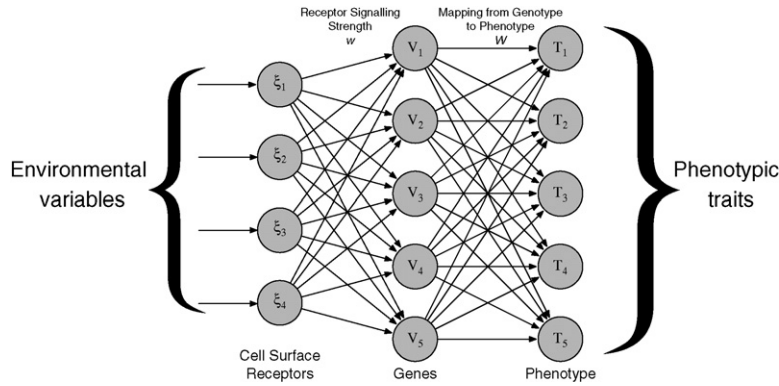 Receptor Signalling
Strength
w
Mapping from Genotype
to Phenotype
W
Environmental
variables
ξ1
ξ2
ξ3
ξ4
V1
V2
V3
V4
V5
T1
T2
T3
T4
T5
Phenotypic
traits
Cell Surface
Receptors
Genes
Phenotype